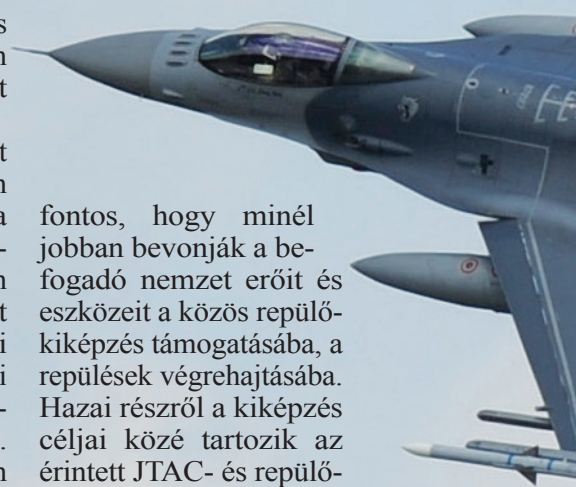 fontos, hogy minél
jobban bevonják a be-
fogadó nemzet erőit és
eszközeit a közös repülő-
kiképzés támogatásába, a
repülések végrehajtásába.
Hazai részről a kiképzés
céljai közé tartozik az
érintett JTAC- és repülő-